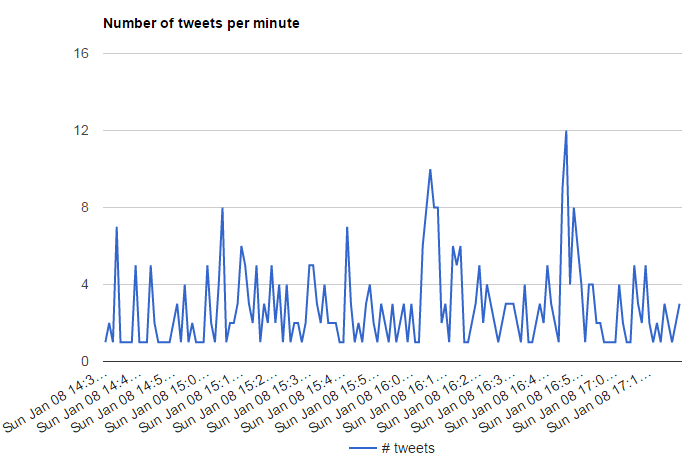 Number of tweets per minute
16
12
8
4
0
Sun Jan 08 14:3...
Sun Jan 08 14:4...
Sun Jan 08 14:5...
Sun Jan 08 15:0...
Sun Jan 08 15:1...
Sun Jan 08 15:2...
Sun Jan 08 15:3...
Sun Jan 08 15:4...
Sun Jan 08 15:5...
Sun Jan 08 16:0...
Sun Jan 08 16:1...
Sun Jan 08 16:2...
Sun Jan 08 16:3...
Sun Jan 08 16:4...
Sun Jan 08 16:5...
Sun Jan 08 17:0...
Sun Jan 08 17:1...
# tweets